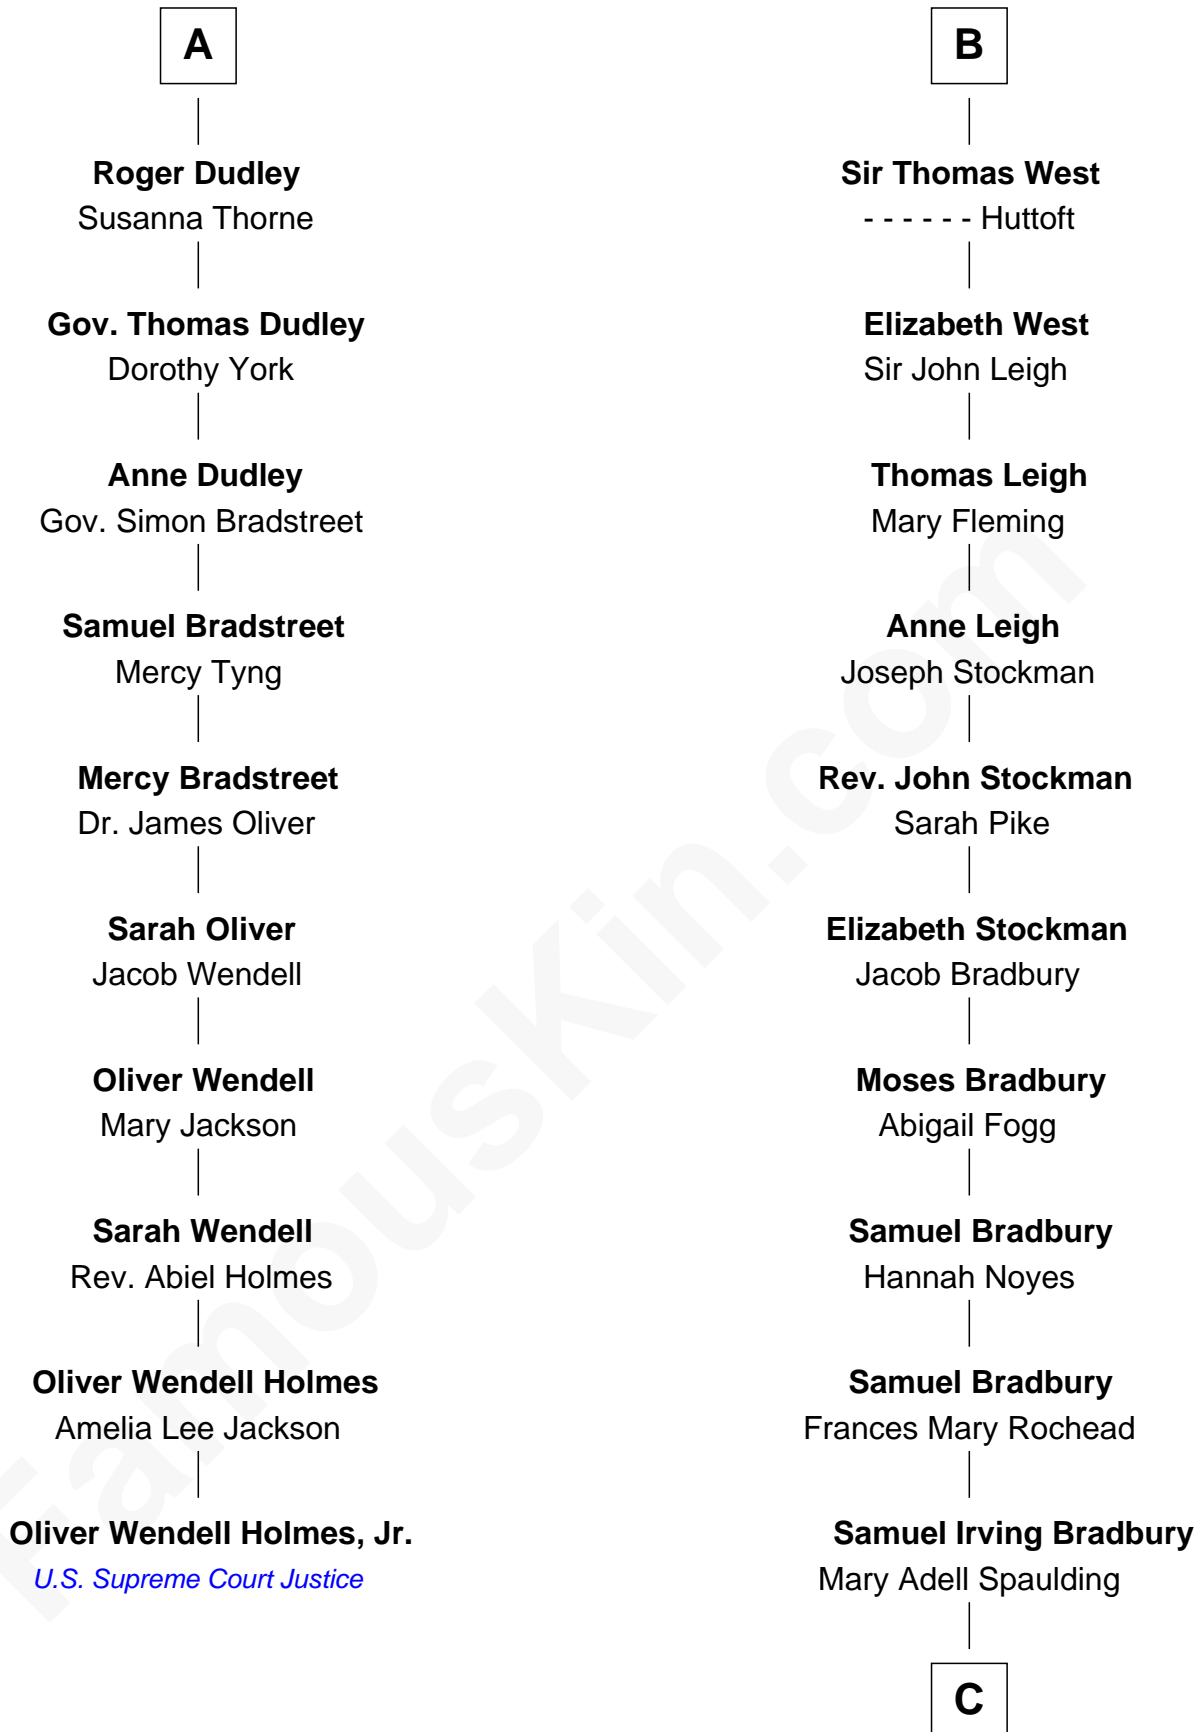 A
Roger Dudley
Susanna Thorne
Gov. Thomas Dudley
Dorothy York
Anne Dudley
Gov. Simon Bradstreet
Samuel Bradstreet
Mercy Tyng
Mercy Bradstreet
Dr. James Oliver
Sarah Oliver
Jacob Wendell
Oliver Wendell
Mary Jackson
Sarah Wendell
Rev. Abiel Holmes
Oliver Wendell Holmes
Amelia Lee Jackson
Oliver Wendell Holmes, Jr.
U.S. Supreme Court Justice
B
Sir Thomas West
- - - - - - Huttoft
Elizabeth West
Sir John Leigh
Thomas Leigh
Mary Fleming
Anne Leigh
Joseph Stockman
Rev. John Stockman
Sarah Pike
Elizabeth Stockman
Jacob Bradbury
Moses Bradbury
Abigail Fogg
Samuel Bradbury
Hannah Noyes
Samuel Bradbury
Frances Mary Rochead
Samuel Irving Bradbury
Mary Adell Spaulding
C
FamousKin.com